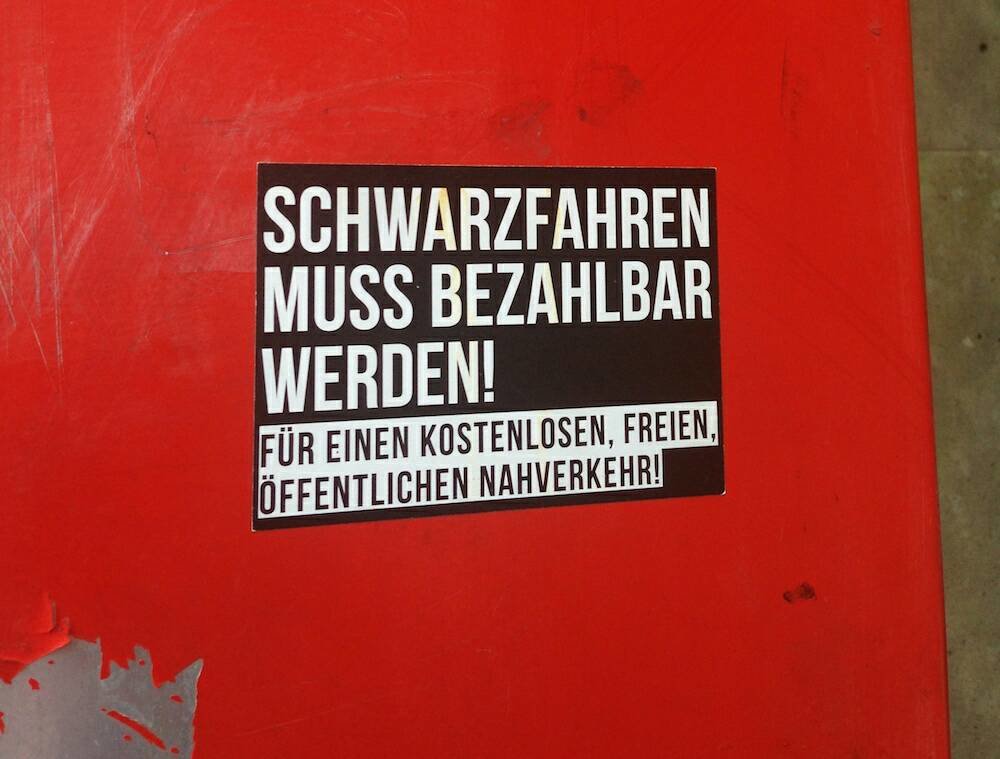 SCHWARZFAHREN
MUSS BEZAHLBAR
WERDEN!
FÜR EINEN KOSTENLOSEN, FREIEN,
ÖFFENTLICHEN NAHVERKEHR!